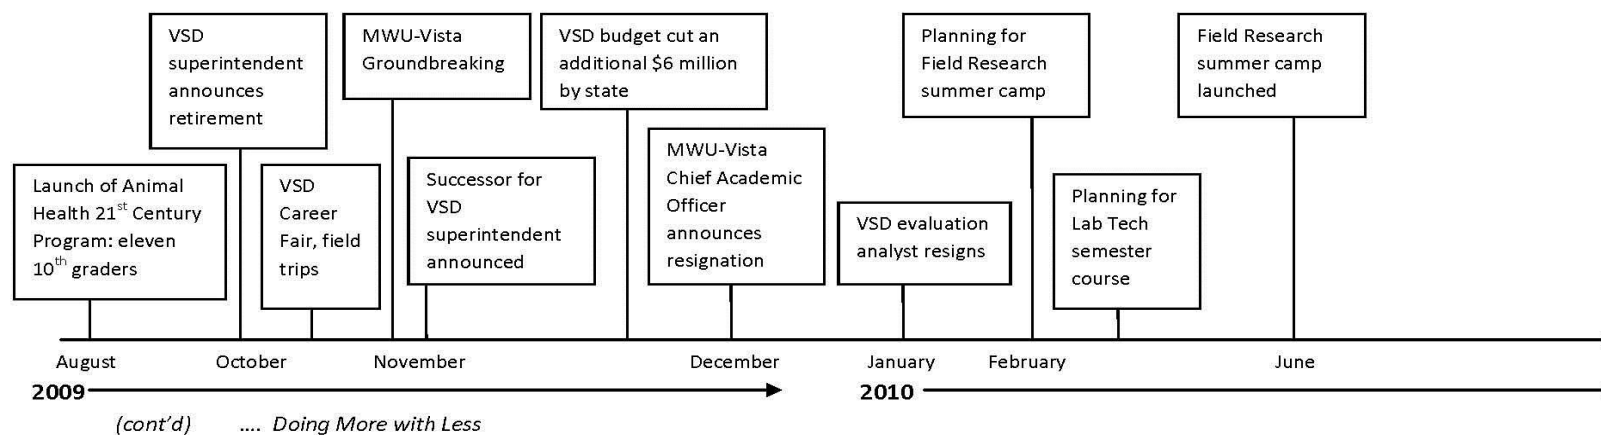 VSD
superintendent
announces
retirement
MWU-Vista
Groundbreaking
VSD budget cut an
additional $6 million
by state
Planning for
Field Research
summer camp
Field Research
summer camp
launched
Launch of Animal
Health 21st Century
Program: eleven
10th graders
VSD
Career
Fair, field
trips
Successor for
VSD
superintendent
announced
MWU-Vista
Chief Academic
Officer
announces
resignation
VSD evaluation
analyst resigns
Planning for
Lab Tech
semester
course
August
October
November
December
January
February
June
2009
2010
(cont’d) .... Doing More with Less